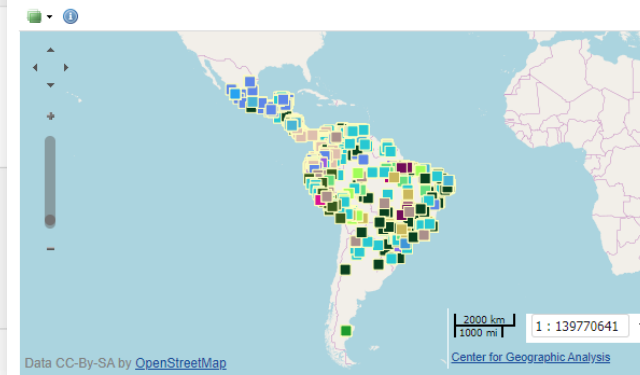 2000 km
1000 mi
1 : 139770641
Data CC-By-SA by OpenStreetMap
Center for Geographic Analysis